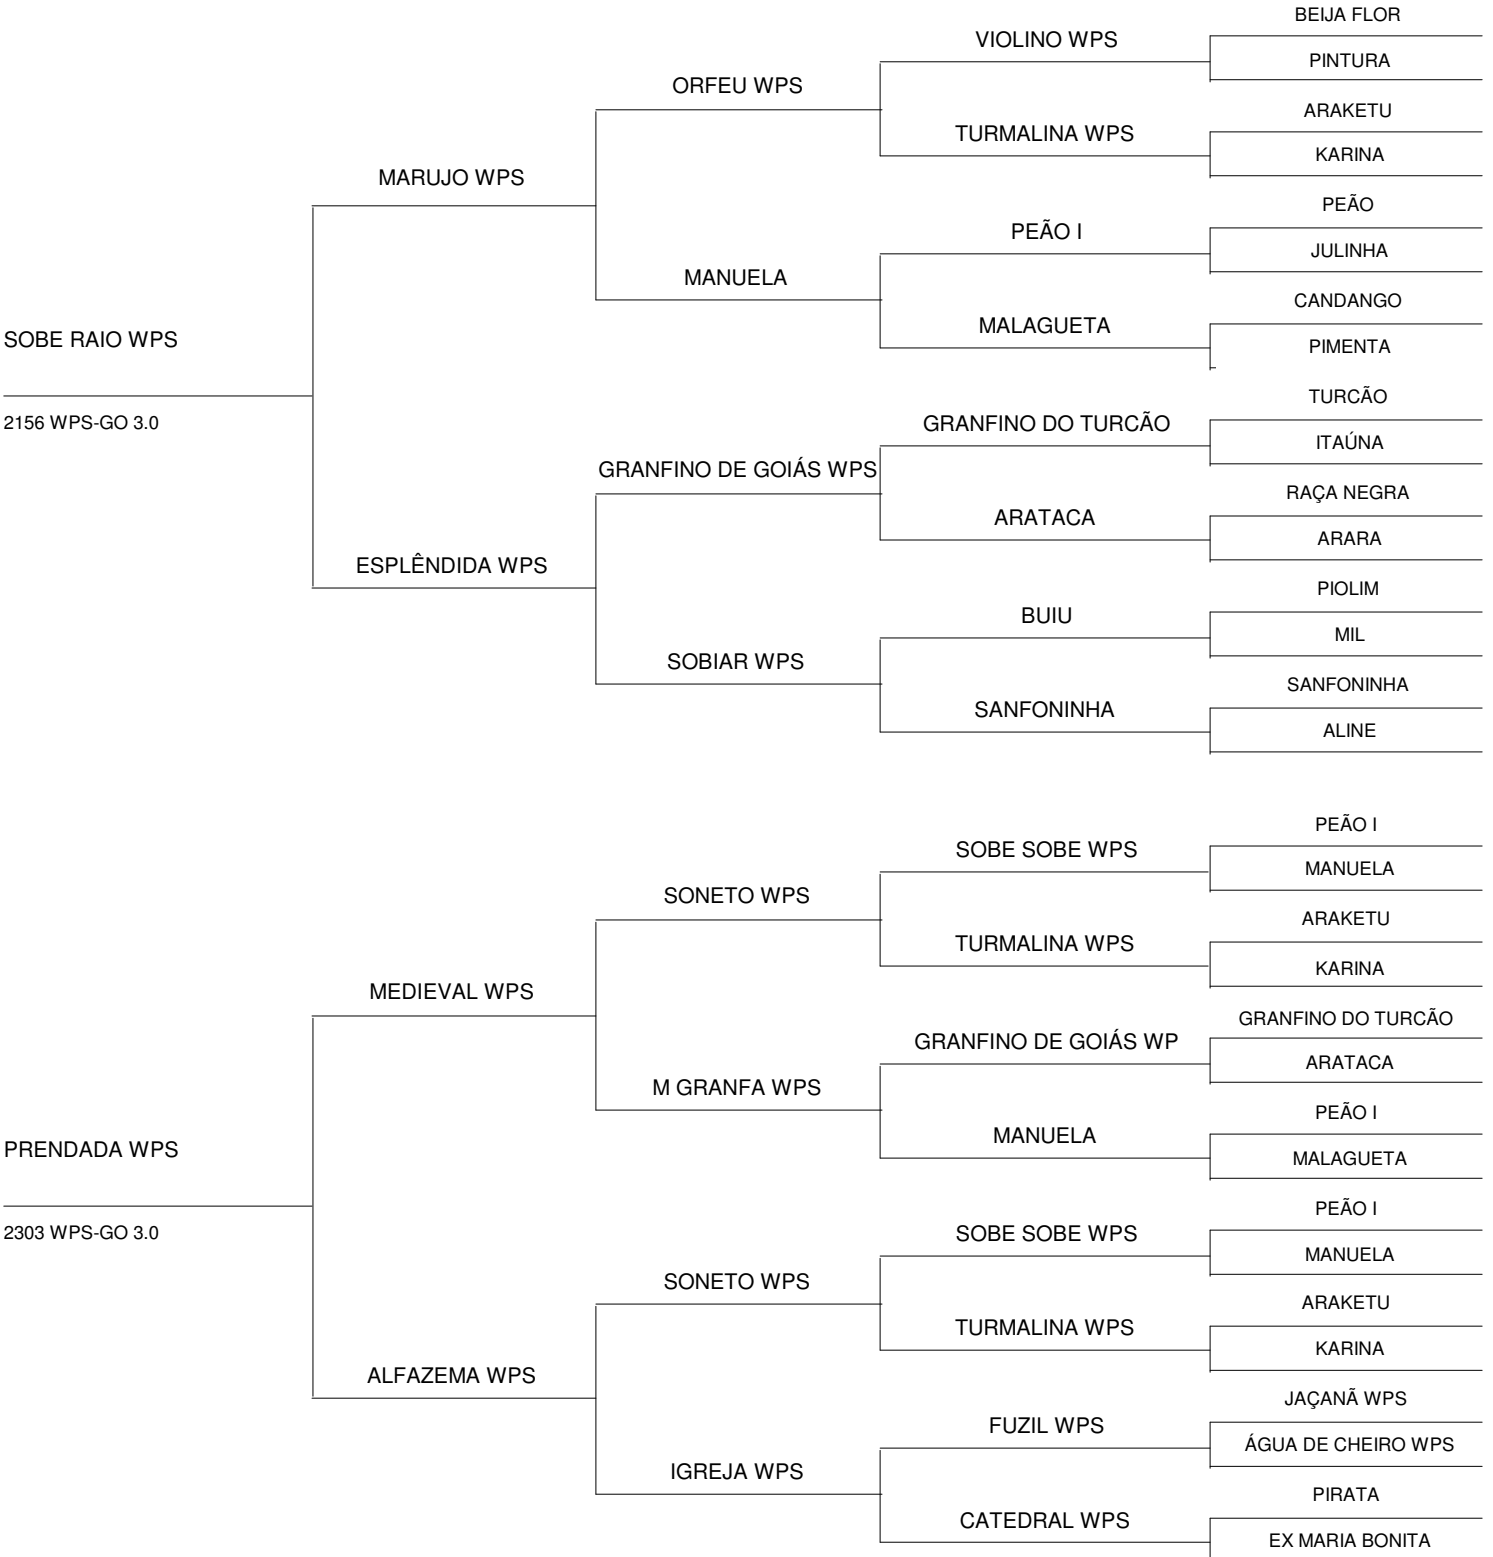 BEIJA FLOR
VIOLINO WPS
PINTURA
ORFEU WPS
ARAKETU
TURMALINA WPS
KARINA
MARUJO WPS
PEÃO
PEÃO I
JULINHA
MANUELA
CANDANGO
MALAGUETA
SOBE RAIO WPS
PIMENTA
TURCÃO
2156 WPS-GO 3.0
GRANFINO DO TURCÃO
ITAÚNA
GRANFINO DE GOIÁS WPS
RAÇA NEGRA
ARATACA
ARARA
ESPLÊNDIDA WPS
PIOLIM
BUIU
MIL
SOBIAR WPS
SANFONINHA
SANFONINHA
ALINE
PEÃO I
SOBE SOBE WPS
MANUELA
SONETO WPS
ARAKETU
TURMALINA WPS
KARINA
MEDIEVAL WPS
GRANFINO DO TURCÃO
GRANFINO DE GOIÁS WP
ARATACA
M GRANFA WPS
PEÃO I
MANUELA
PRENDADA WPS
MALAGUETA
PEÃO I
2303 WPS-GO 3.0
SOBE SOBE WPS
MANUELA
SONETO WPS
ARAKETU
TURMALINA WPS
KARINA
ALFAZEMA WPS
JAÇANÃ WPS
FUZIL WPS
ÁGUA DE CHEIRO WPS
IGREJA WPS
PIRATA
CATEDRAL WPS
EX MARIA BONITA